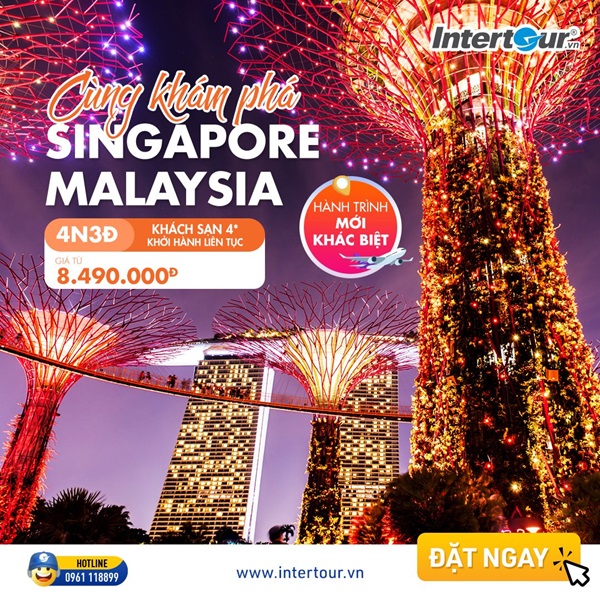 Intertour®
.vn
Cùng khám phá
SINGAPORE
MALAYSIA
4N3Đ
KHÁCH SẠN 4*
KHỞI HÀNH LIÊN TỤC
GIÁ TỪ
8.490.000Đ
HÀNH TRÌNH
MỚI
KHÁC BIỆT
HOTLINE
0961 118899
www.intertour.vn
ĐẶT NGAY